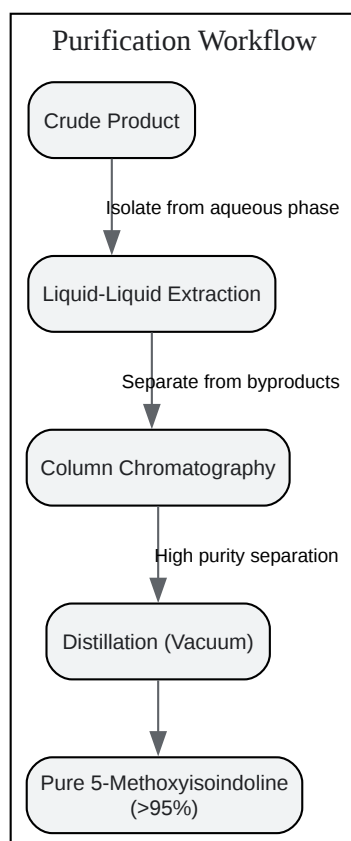 Purification Workflow
Crude Product
Isolate from aqueous phase
Liquid-Liquid Extraction
Separate from byproducts
Column Chromatography
High purity separation
Distillation (Vacuum)
Pure 5-Methoxyisoindoline
(>95%)